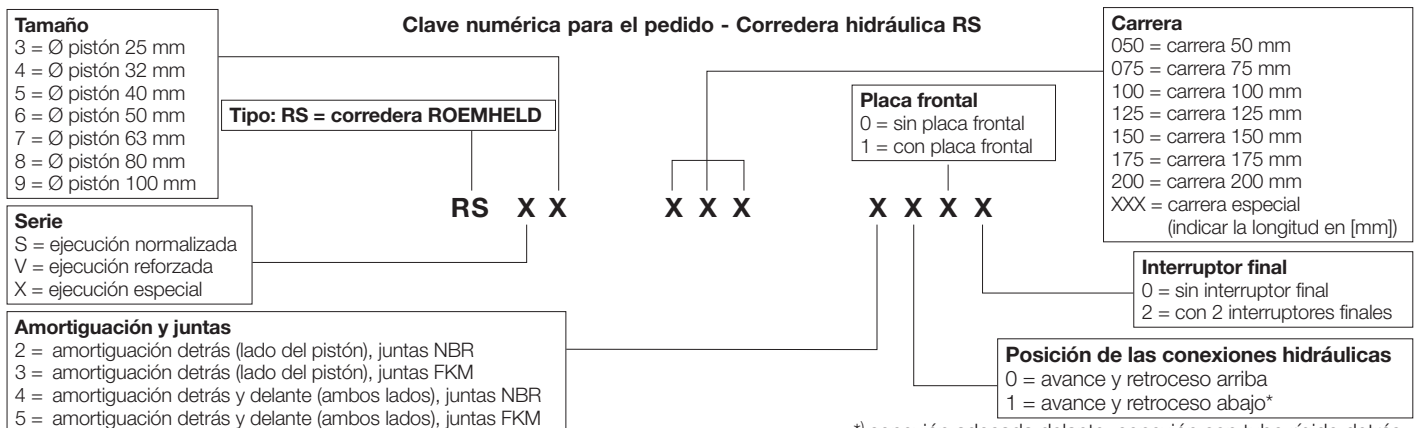 Clave numérica para el pedido - Corredera hidráulica RS
Tamaño
3 = Ø pistón 25 mm
4 = Ø pistón 32 mm
5 = Ø pistón 40 mm
6 = Ø pistón 50 mm
7 = Ø pistón 63 mm
8 = Ø pistón 80 mm
9 = Ø pistón 100 mm
Tipo: RS = corredera ROEMHELD
Placa frontal
0 = sin placa frontal
1 = con placa frontal
Carrera
050 = carrera 50 mm
075 = carrera 75 mm
100 = carrera 100 mm
125 = carrera 125 mm
150 = carrera 150 mm
175 = carrera 175 mm
200 = carrera 200 mm
XXX = carrera especial
(indicar la longitud en [mm])
RS X X X X X X X X X
Serie
S = ejecución normalizada
V = ejecución reforzada
X = ejecución especial
Interruptor final
0 = sin interruptor final
2 = con 2 interruptores finales
Amortiguación y juntas
2 = amortiguación detrás (lado del pistón), juntas NBR
3 = amortiguación detrás (lado del pistón), juntas FKM
4 = amortiguación detrás y delante (ambos lados), juntas NBR
5 = amortiguación detrás y delante (ambos lados), juntas FKM
Posición de las conexiones hidráulicas
0 = avance y retroceso arriba
1 = avance y retroceso abajo*